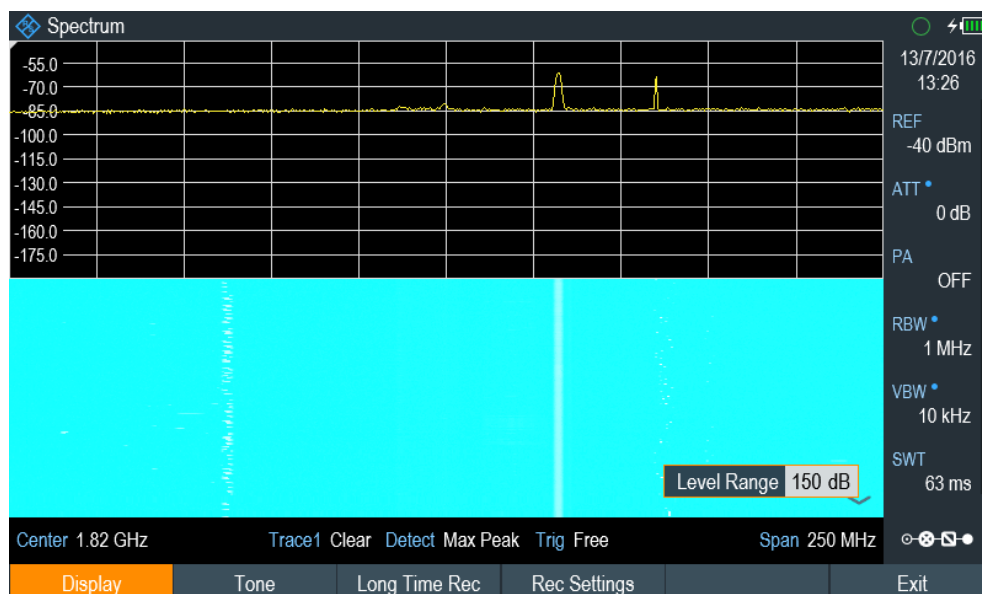 Spectrum
13/7/2016
13:26
-55.0
-70.0
-85.0
-100.0
-115.0
-130.0
-145.0
-160.0
-175.0
REF
-40 dBm
ATT
0 dB
PA
OFF
RBW
1 MHz
VBW
10 kHz
SWT
63 ms
Level Range 150 dB
Center 1.82 GHz Trace1 Clear Detect Max Peak Trig Free Span 250 MHz
Display Tone Long Time Rec Rec Settings Exit